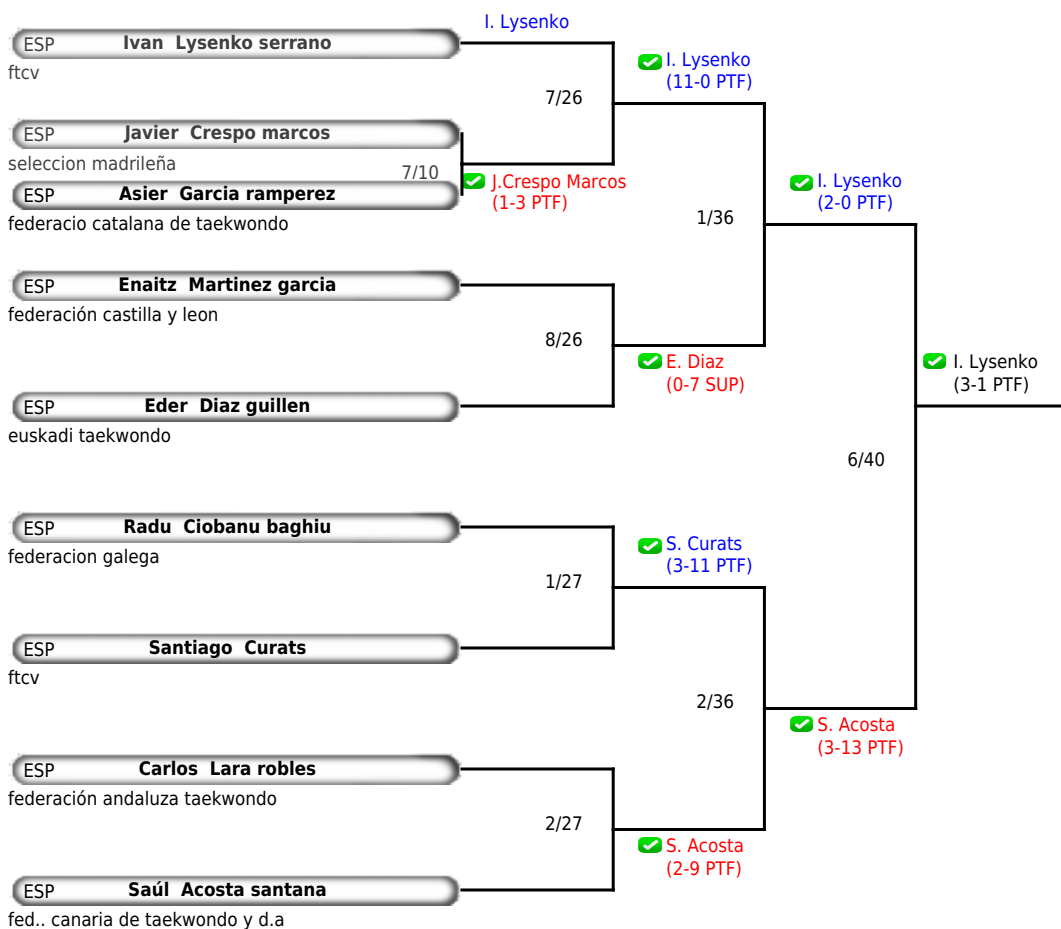 I. Lysenko
ESP Ivan Lysenko serrano
ftcv
I. Lysenko
(11-0 PTF)
7/26
ESP Javier Crespo marcos
seleccion madrileña
7/10
J.Crespo Marcos
(1-3 PTF)
ESP Asier Garcia ramperez
federacio catalana de taekwondo
I. Lysenko
(2-0 PTF)
1/36
ESP Enaitz Martinez garcia
federación castilla y leon
8/26
E. Diaz
(0-7 SUP)
I. Lysenko
(3-1 PTF)
ESP Eder Diaz guillen
euskadi taekwondo
6/40
ESP Radu Ciobanu baghiu
federacion galega
S. Curats
(3-11 PTF)
1/27
ESP Santiago Curats
ftcv
2/36
S. Acosta
(3-13 PTF)
ESP Carlos Lara robles
federación andaluza taekwondo
2/27
S. Acosta
(2-9 PTF)
ESP Saúl Acosta santana
fed.. canaria de taekwondo y d.a